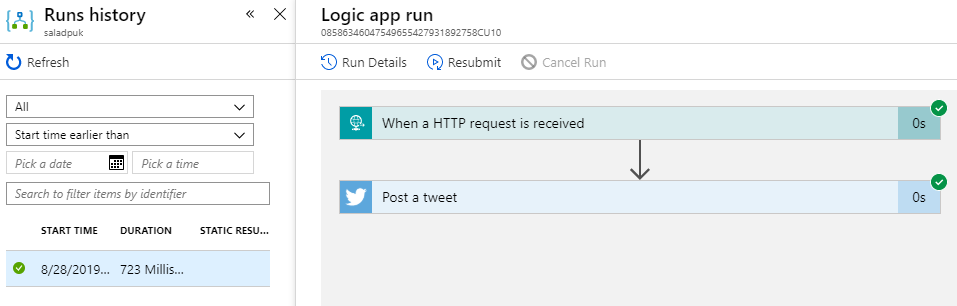 Runs history
saladpuk
Refresh
All
Start time earlier than
Pick a date
Pick a time
Search to filter items by identifier
START TIME DURATION STATIC RESU...
8/28/2019... 723 Millis...
Logic app run
08586346047549655427931892758CU10
Run Details Resubmit Cancel Run
When a HTTP request is received 0s
Post a tweet 0s